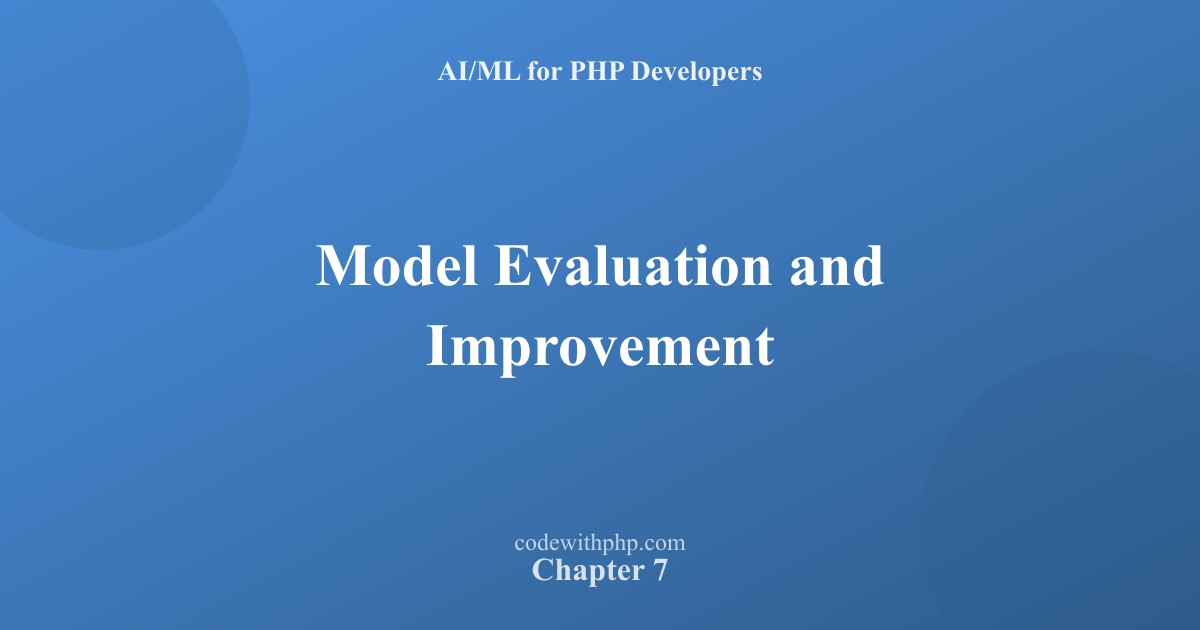 AI/ML for PHP Developers
Model Evaluation and
Improvement
codewithphp.com
Chapter 7